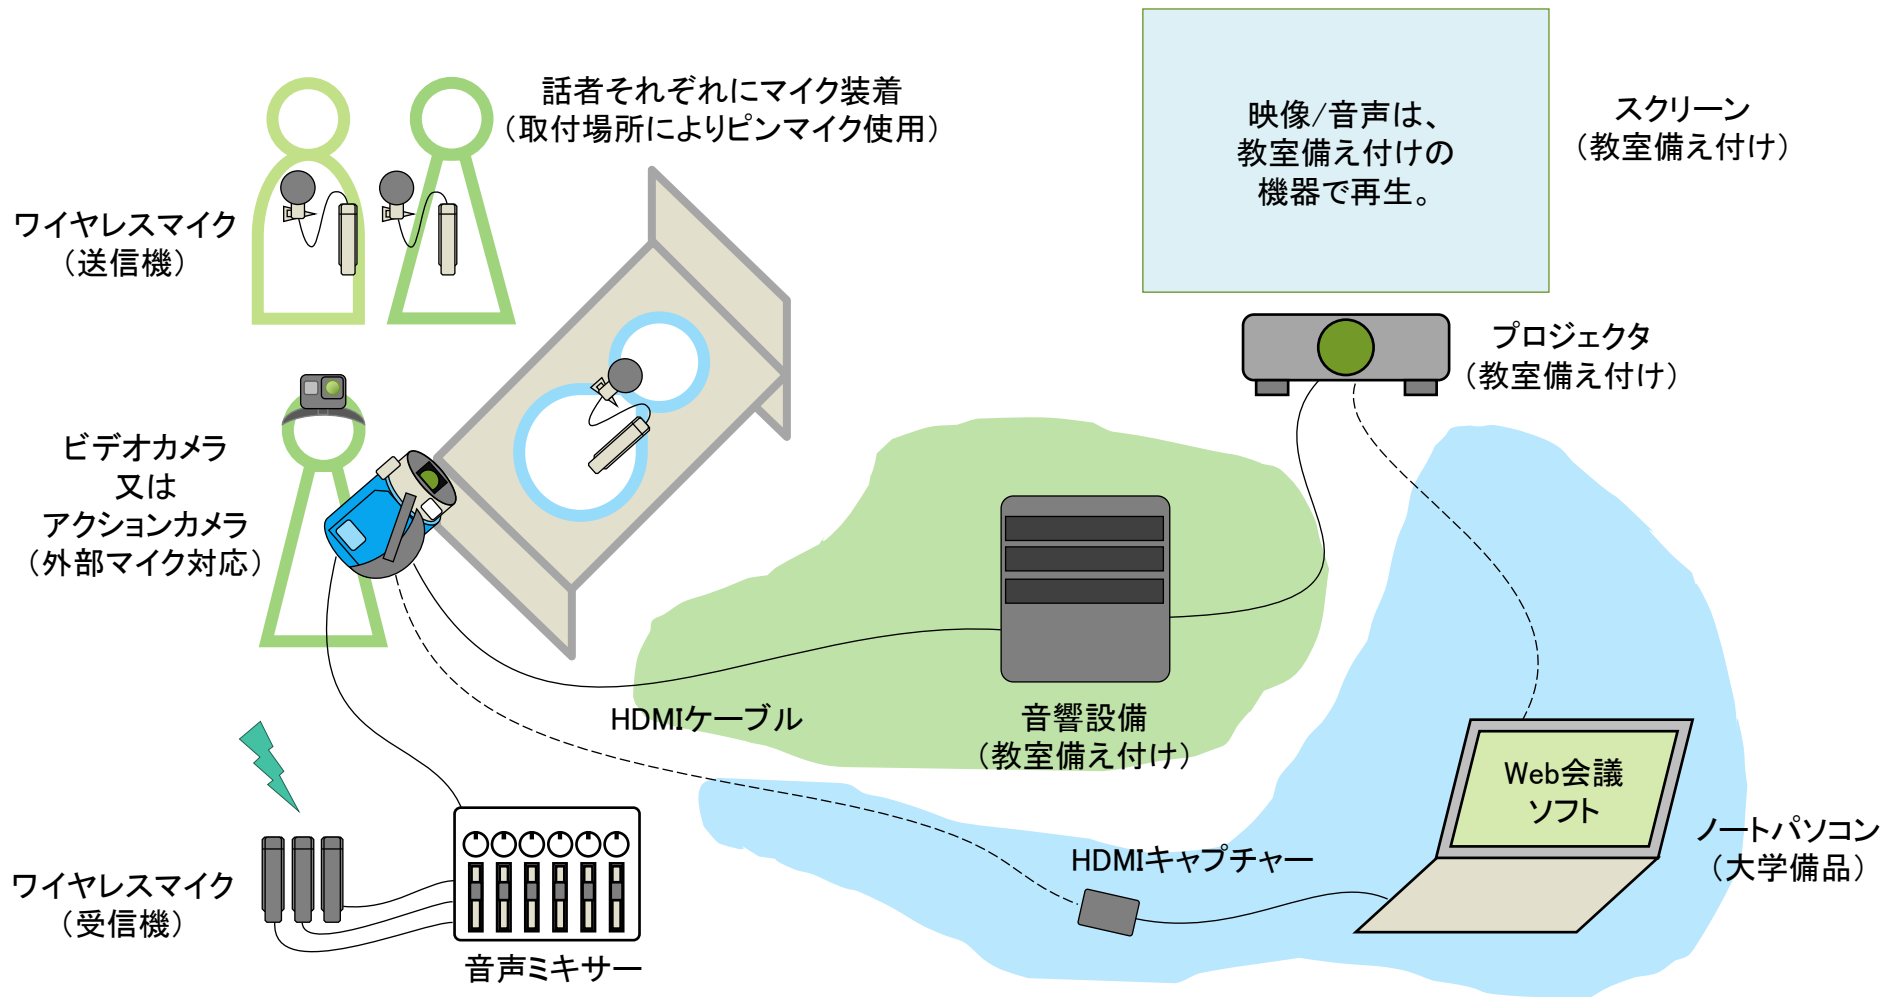 話者それぞれにマイク装着
（取付場所によりピンマイク使用）
映像/音声は、
教室備え付けの
機器で再生。
スクリーン
（教室備え付け）
ワイヤレスマイク
（送信機）
プロジェクタ
（教室備え付け）
ビデオカメラ
又は
アクションカメラ
（外部マイク対応）
HDMIケーブル
音響設備
（教室備え付け）
Web会議
ソフト
ノートパソコン
（大学備品）
HDMIキャプチャー
ワイヤレスマイク
（受信機）
音声ミキサー